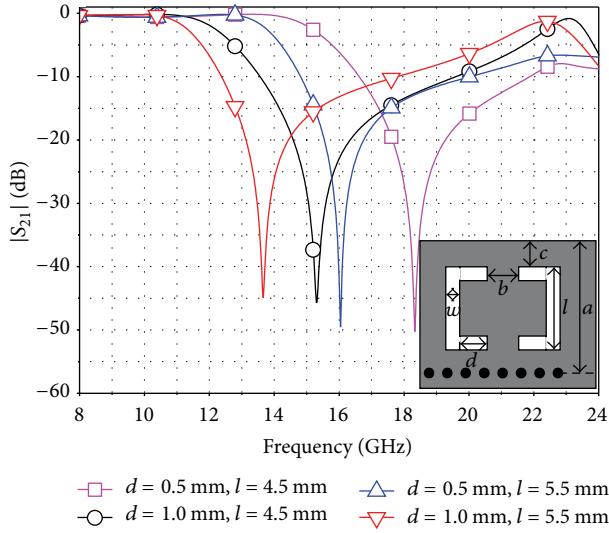 0
−10
−20
−30
−40
−50
−60
|S21| (dB)
8 10 12 14 16 18 20 22 24
Frequency (GHz)
c
b
w
l
a
d
d = 0.5 mm, l = 4.5 mm
d = 1.0 mm, l = 4.5 mm
d = 0.5 mm, l = 5.5 mm
d = 1.0 mm, l = 5.5 mm